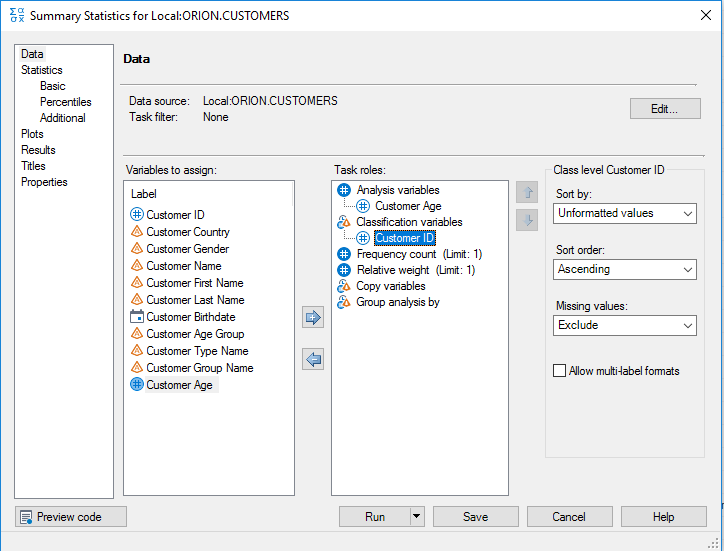 Summary Statistics for Local:ORION.CUSTOMERS
Data
Statistics
Basic
Percentiles
Additional
Plots
Results
Titles
Properties
Data
Data source: Local:ORION.CUSTOMERS
Task filter: None
Edit...
Variables to assign:
Label
Customer ID
Customer Country
Customer Gender
Customer Name
Customer First Name
Customer Last Name
Customer Birthdate
Customer Age Group
Customer Type Name
Customer Group Name
Customer Age
Task roles:
Analysis variables
Customer Age
Classification variables
Customer ID
Frequency count (Limit: 1)
Relative weight (Limit: 1)
Copy variables
Group analysis by
Class level Customer ID
Sort by:
Unformatted values
Sort order:
Ascending
Missing values:
Exclude
Allow multi-label formats
Preview code
Run
Save
Cancel
Help